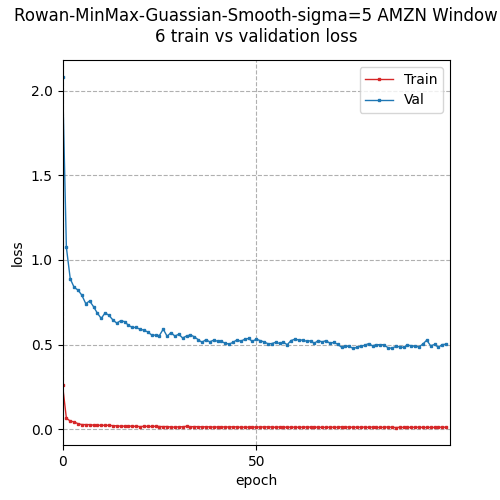 Rowan-MinMax-Guassian-Smooth-sigma=5 AMZN Window
6 train vs validation loss
Train
Val
2.0
1.5
1.0
0.5
0.0
loss
0
50
epoch